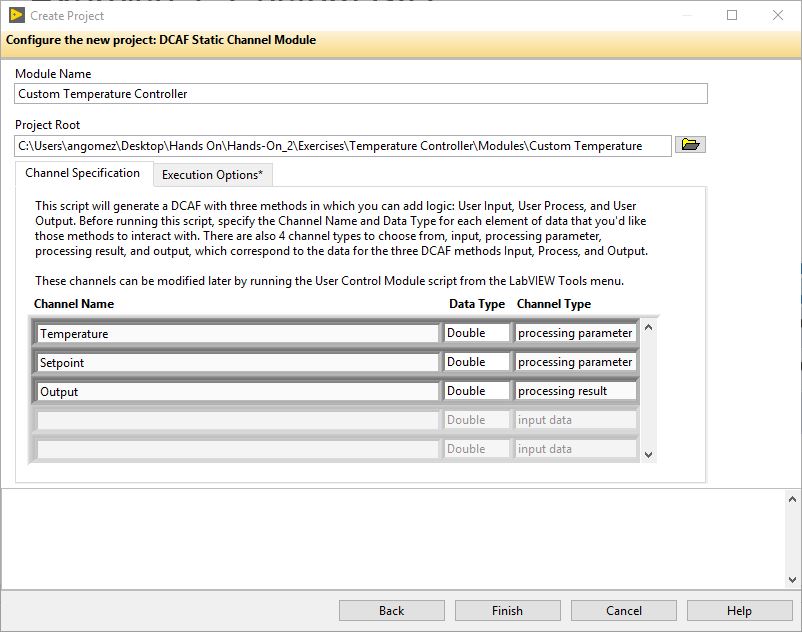 Create Project
Configure the new project: DCAF Static Channel Module
Module Name
Custom Temperature Controller
Project Root
C:\Users\angomez\Desktop\Hands On\Hands-On_2\Exercises\Temperature Controller\Modules\Custom Temperature
Channel Specification
Execution Options*
This script will generate a DCAF with three methods in which you can add logic: User Input, User Process, and User
Output. Before running this script, specify the Channel Name and Data Type for each element of data that you'd like
those methods to interact with. There are also 4 channel types to choose from, input, processing parameter,
processing result, and output, which correspond to the data for the three DCAF methods Input, Process, and Output.
These channels can be modified later by running the User Control Module script from the LabVIEW Tools menu.
Channel Name Data Type Channel Type
Temperature Double processing parameter
Setpoint Double processing parameter
Output Double processing result
Double input data
Double input data
Back Finish Cancel Help